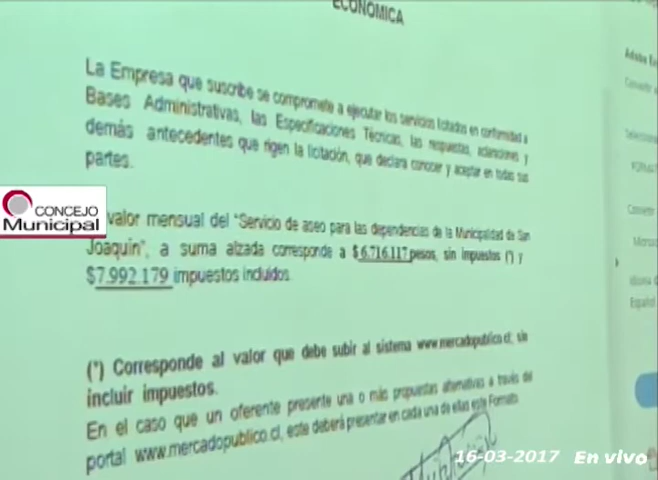 ECONÓMICA
La Empresa que suscribe se compromete a ejecutar los servicios licitados en conformidad a
Bases Administrativas, las Especificaciones Técnicas, las respuestas, aclaraciones y
demás antecedentes que rigen la licitación, que declara conocer y aceptar en todas sus
partes.
CONCEJO
Municipal
valor mensual del "Servicio de aseo para las dependencias de la Municipalidad de San
Joaquín", a suma alzada corresponde a $6.716.117 pesos, sin impuestos (*) y
$7.992.179 impuestos incluidos
(*) Corresponde al valor que debe subir al sistema www.mercadopublico.cl, sin
incluir impuestos.
En el caso que un oferente presente una o más propuestas alternativas a través del
portal www.mercadopublico.cl, este deberá presentar en cada una de ellas este Formato
16-03-2017 En vivo
Adobe
Convertir
Convertir
Idioma
Español